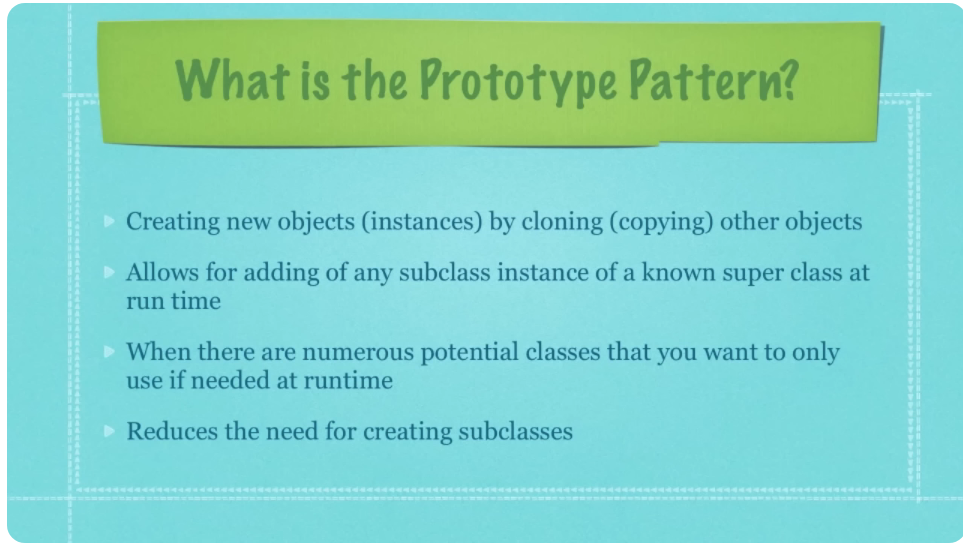 What is the Prototype Pattern?
Creating new objects (instances) by cloning (copying) other objects
Allows for adding of any subclass instance of a known super class at
run time
When there are numerous potential classes that you want to only
use if needed at runtime
Reduces the need for creating subclasses